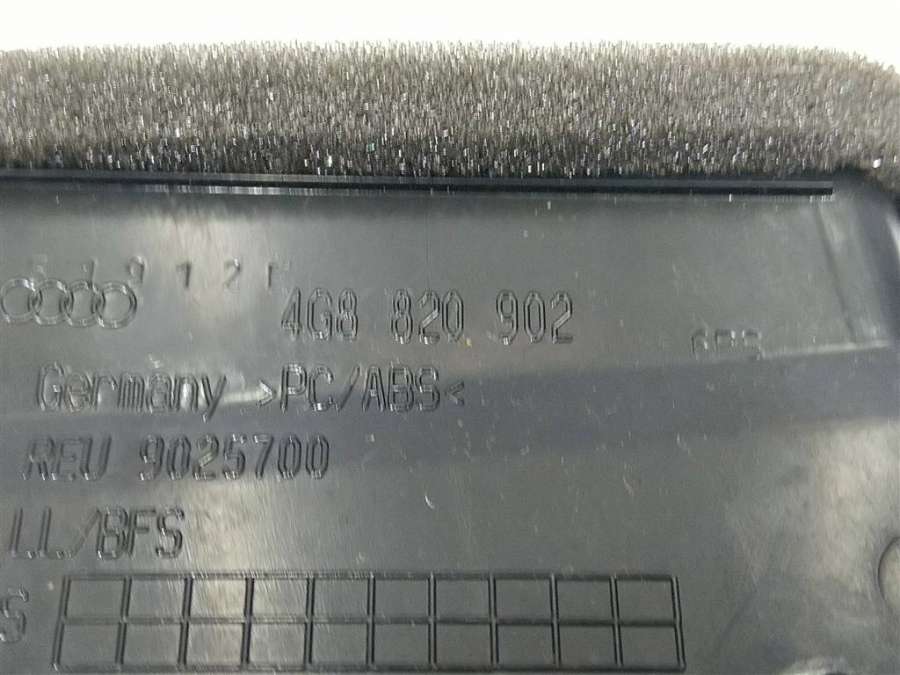 4G8 820 902
Germany >PC/ABS<
REU 9025700
LL/BFS
S